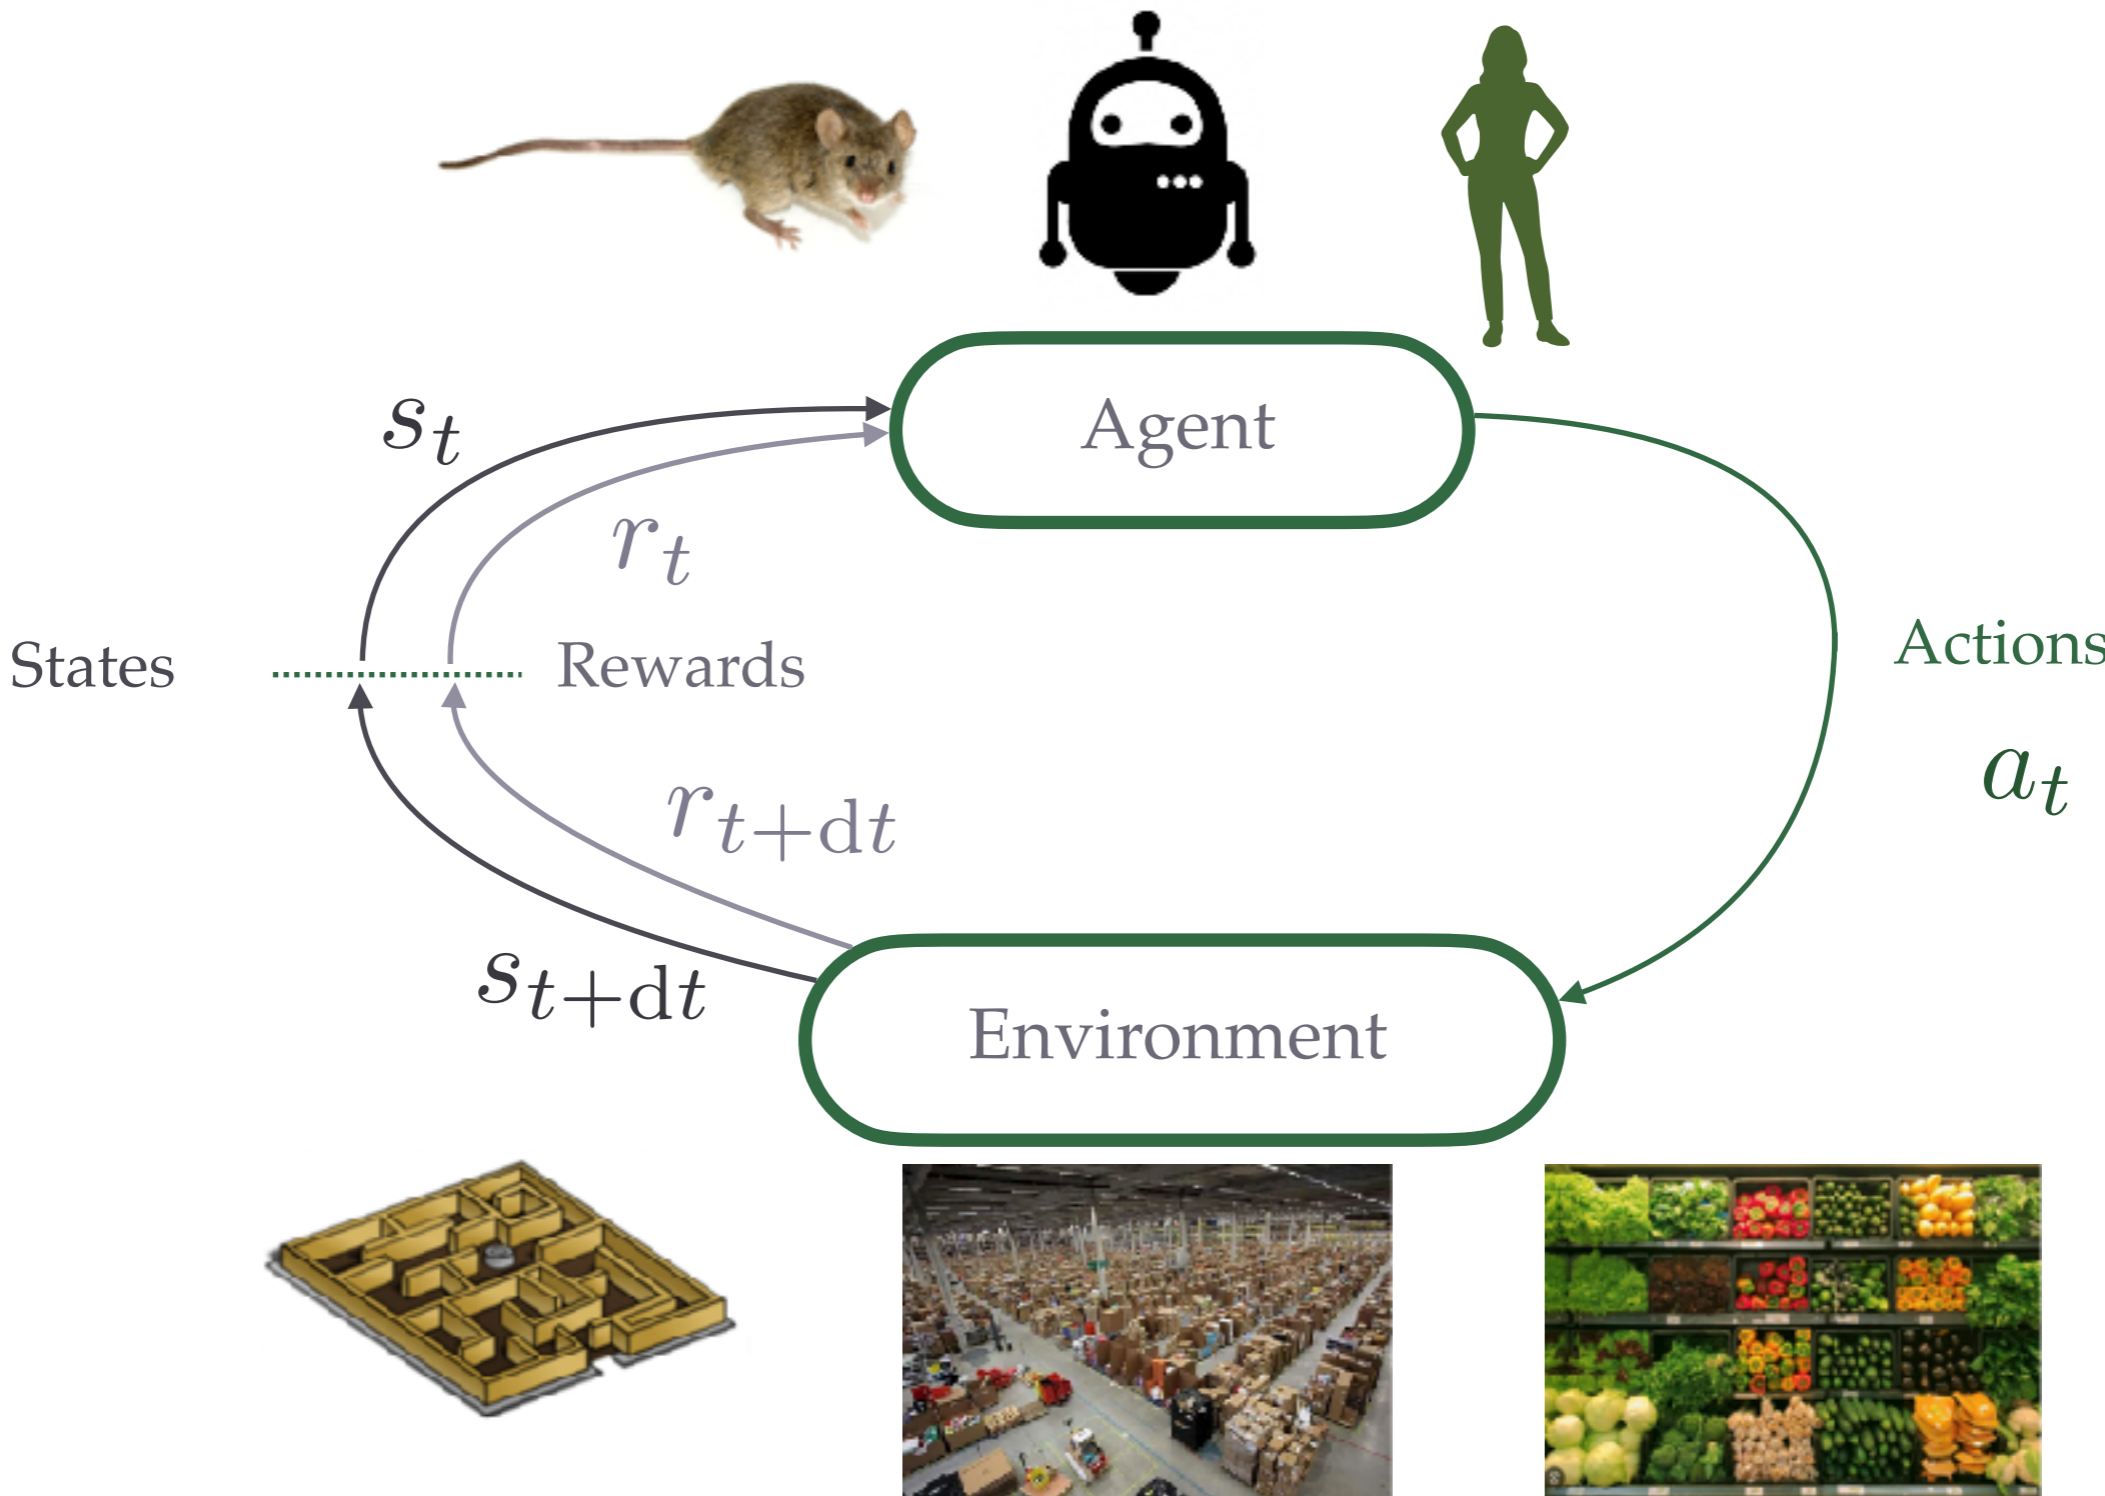 s_t
Agent
r_t
States
Rewards
Actions
a_t
r_{t+dt}
s_{t+dt}
Environment